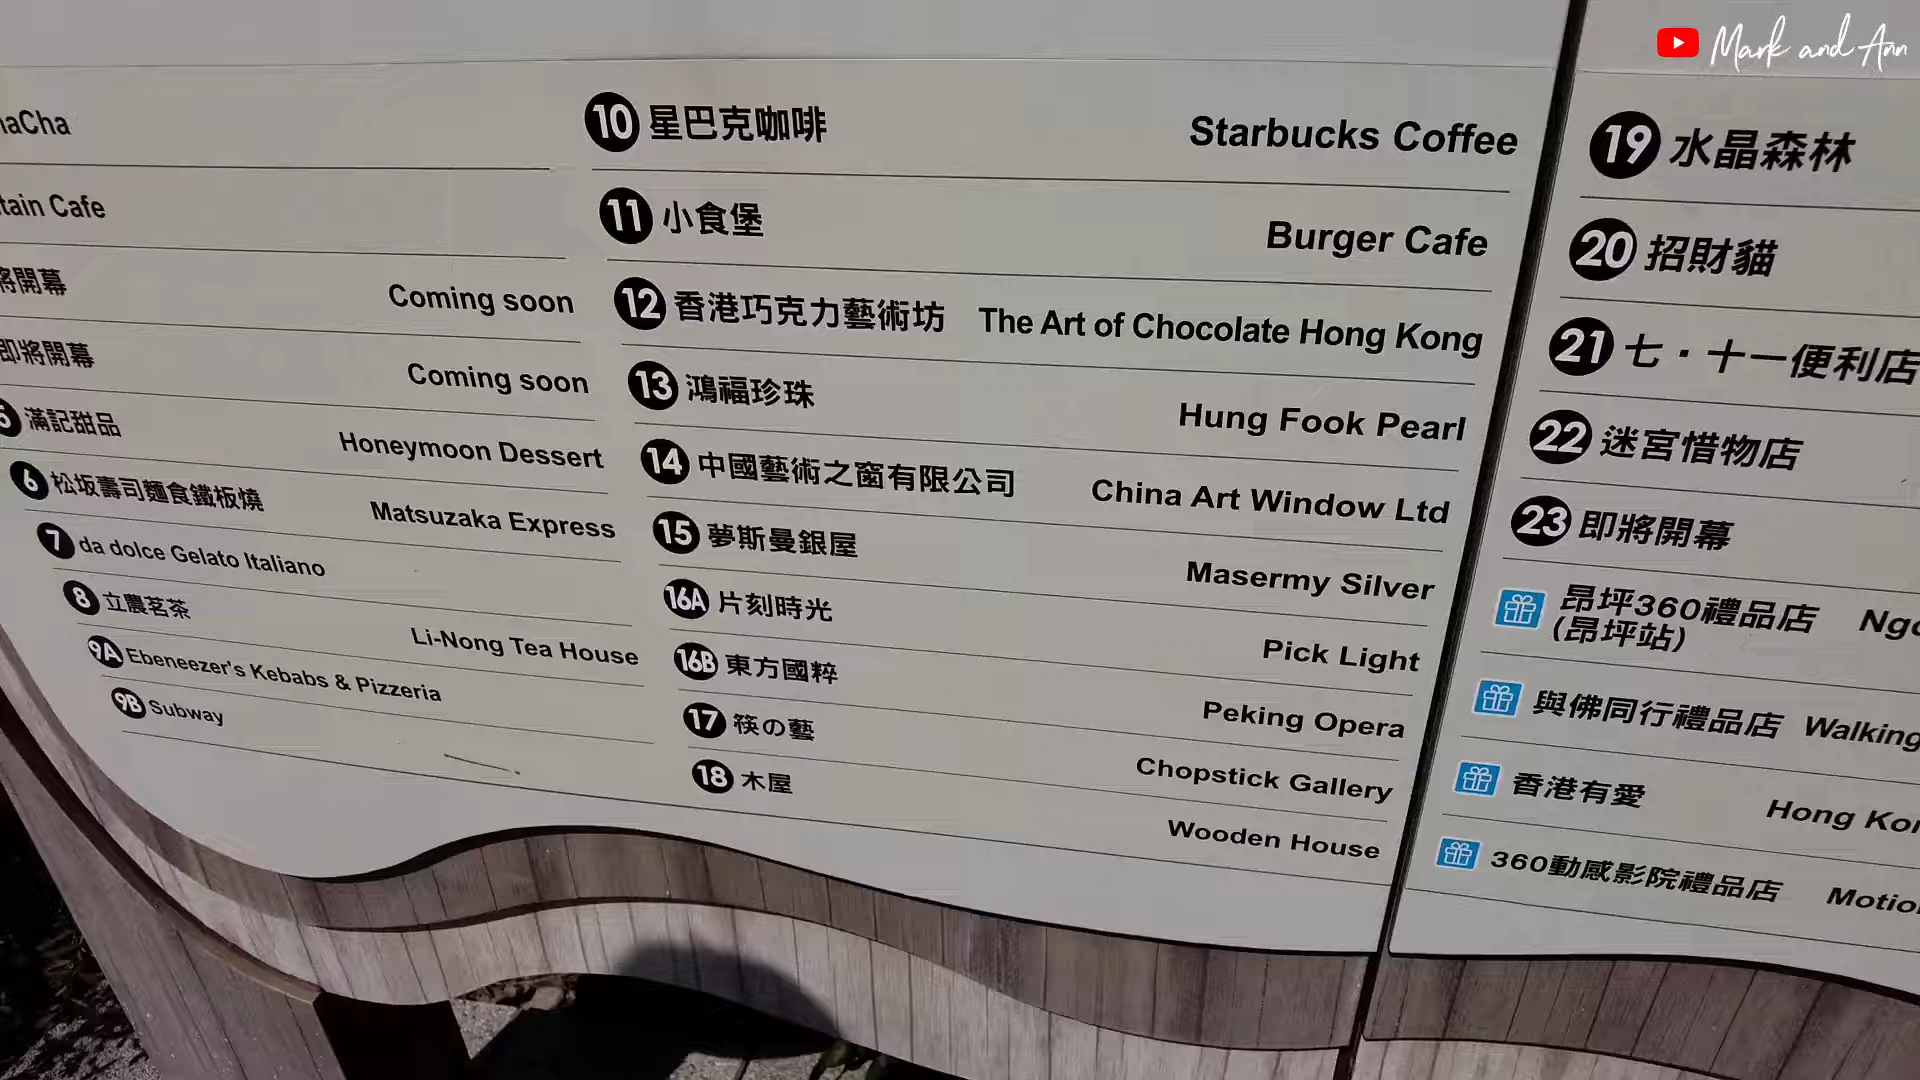 Mark and Ann
aCha
tain Cafe
將開幕 Coming soon
即將開幕 Coming soon
5 滿記甜品 Honeymoon Dessert
6 松坂壽司麵食鐵板燒 Matsuzaka Express
7 da dolce Gelato Italiano
8 立農茗茶 Li-Nong Tea House
9A Ebeneezer's Kebabs & Pizzeria
9B Subway
10 星巴克咖啡 Starbucks Coffee
11 小食堡 Burger Cafe
12 香港巧克力藝術坊 The Art of Chocolate Hong Kong
13 鴻福珍珠 Hung Fook Pearl
14 中國藝術之窗有限公司 China Art Window Ltd
15 夢斯曼銀屋 Masermy Silver
16A 片刻時光 Pick Light
16B 東方國粹 Peking Opera
17 筷の藝 Chopstick Gallery
18 木屋 Wooden House
19 水晶森林
20 招財貓
21 七・十一便利店
22 迷宮惜物店
23 即將開幕
昂坪360禮品店 Ngo
(昂坪站)
與佛同行禮品店 Walking
香港有愛 Hong Kon
360動感影院禮品店 Motion